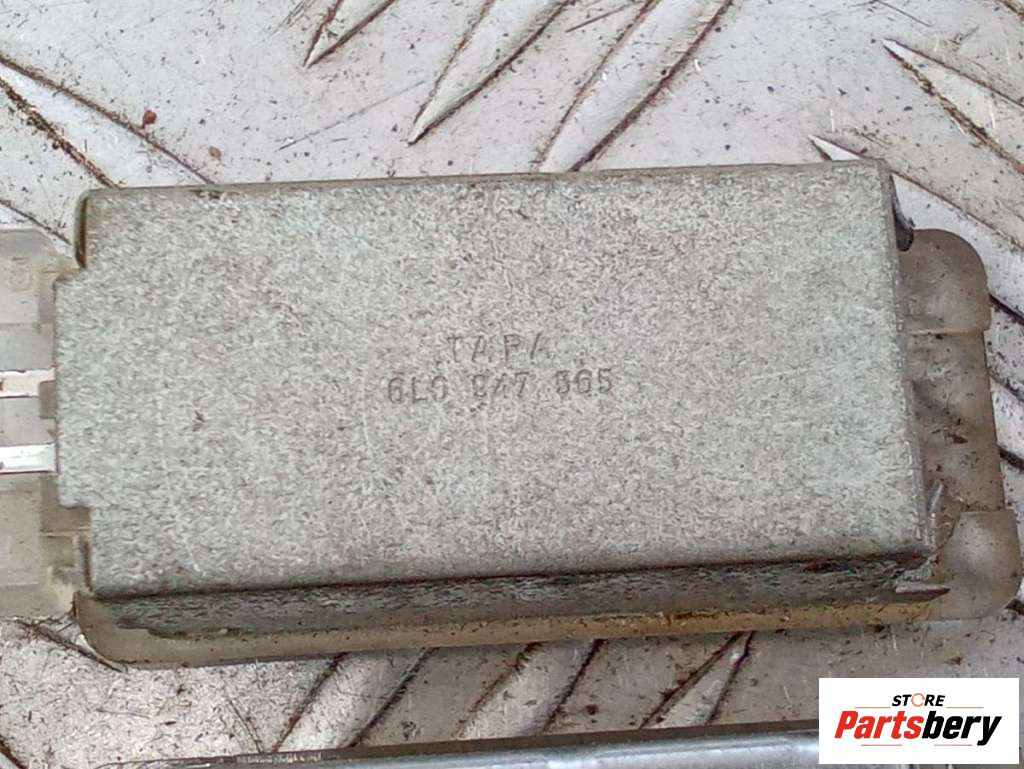 TAPA
6L0 947 365
STORE
Partsbery